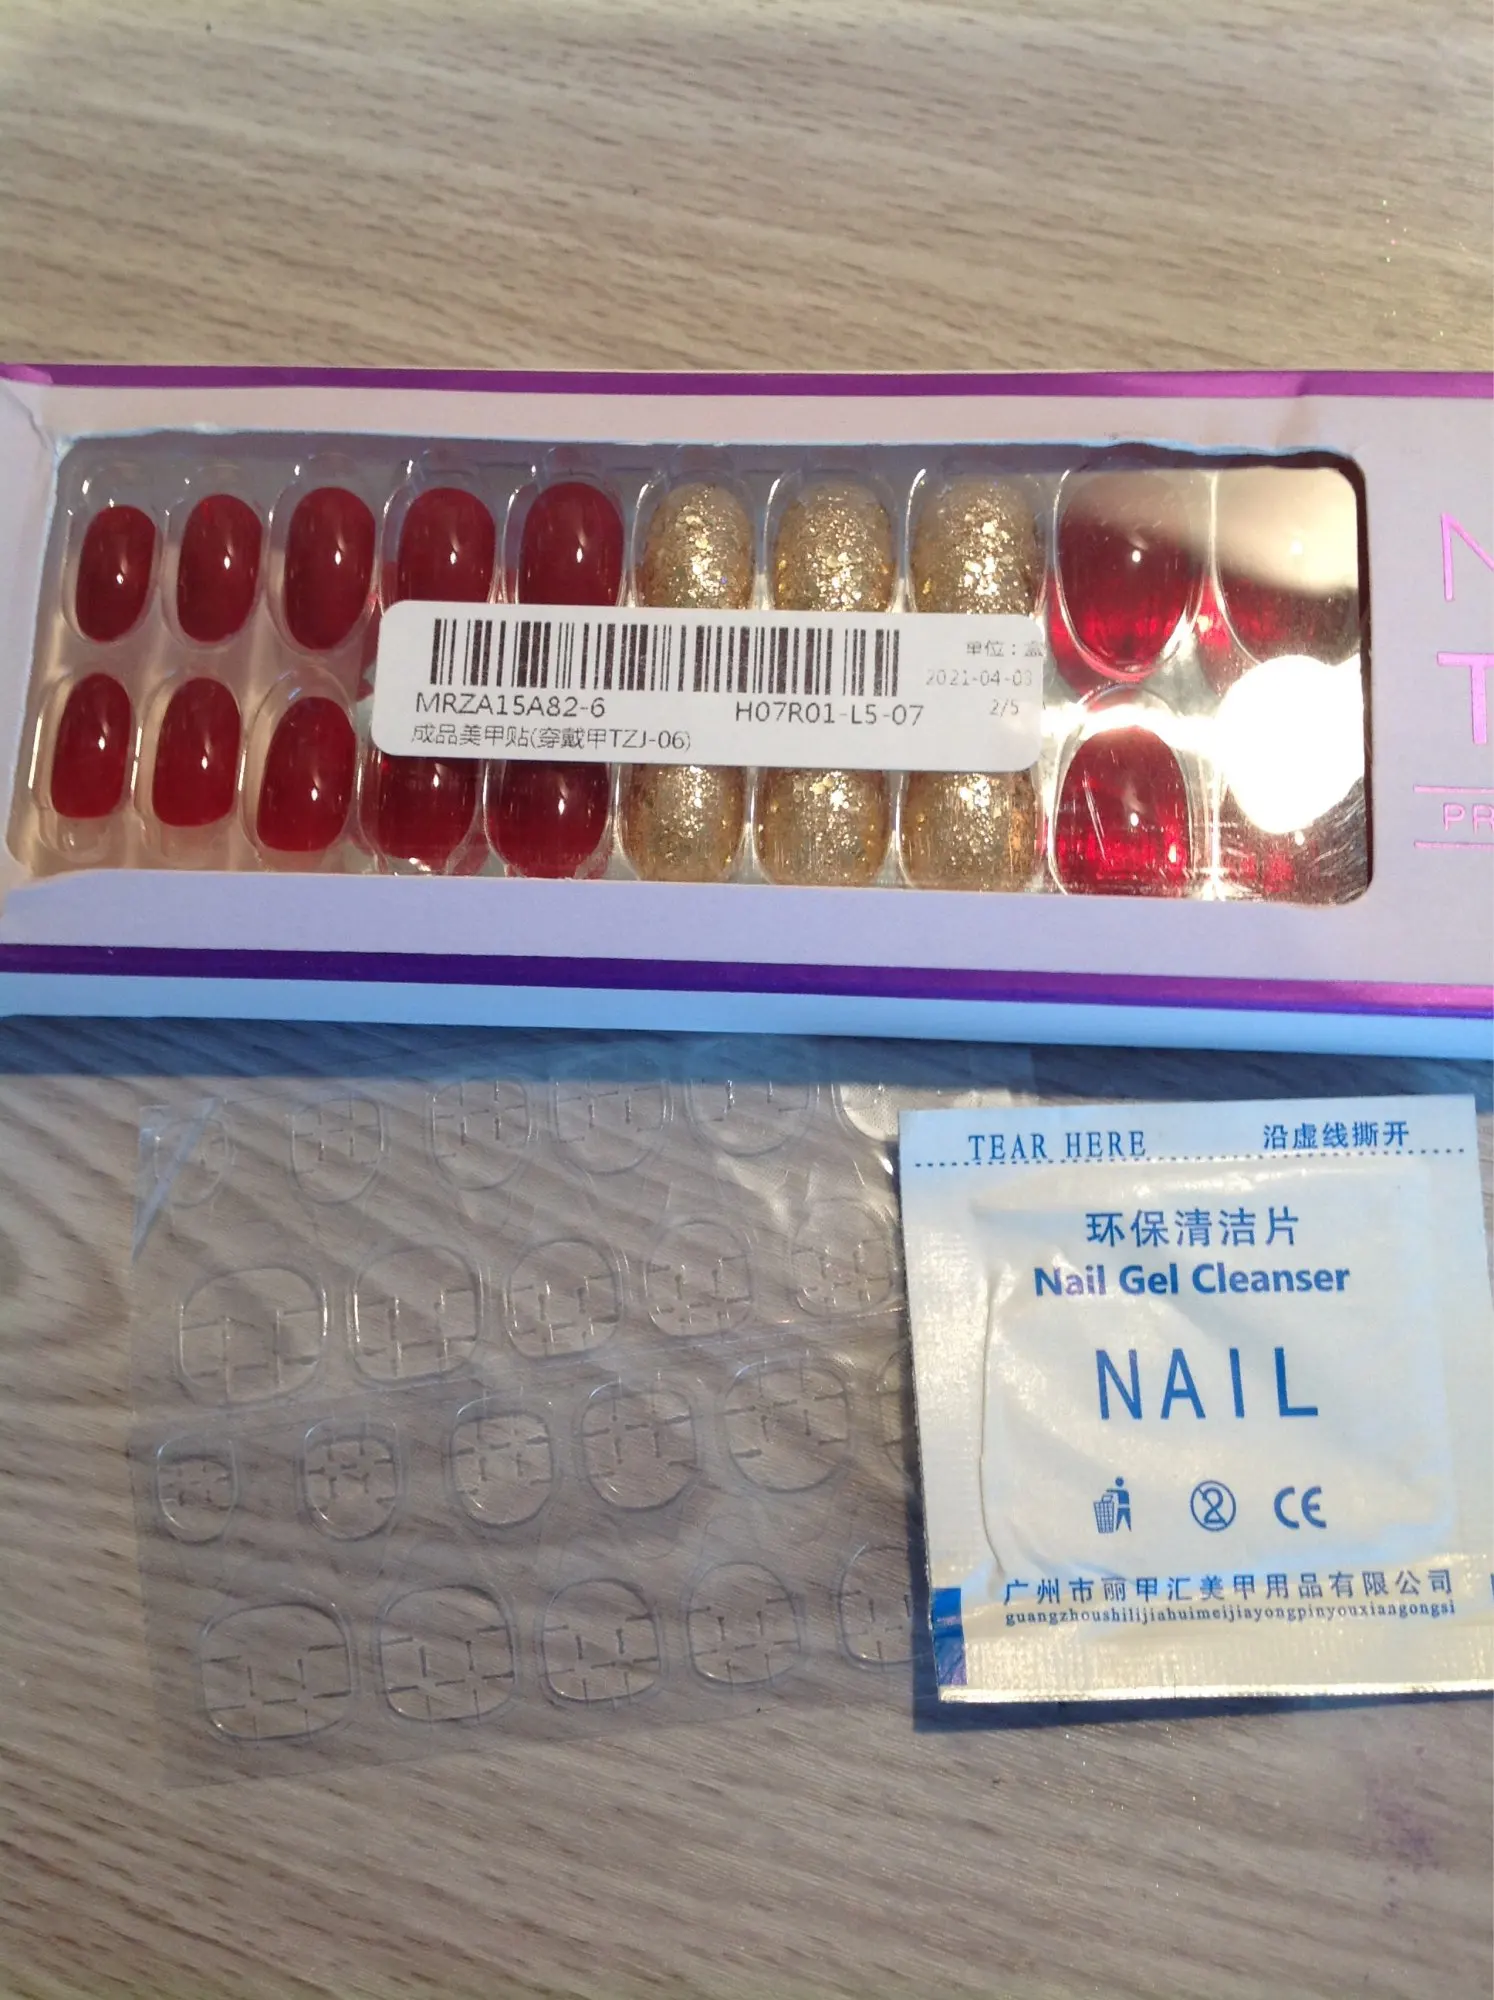 单位：盒
2021-04-03
MRZA15A82-6
H07R01-L5-07
2/5
成品美甲贴(穿戴甲TZJ-06)
N
T
PR
TEAR HERE
沿虚线撕开
环保清洁片
Nail Gel Cleanser
NAIL
2
CE
广州市丽甲汇美甲用品有限公司
guangzhoushilijiahuimeijiayongpinyouxiangongsi